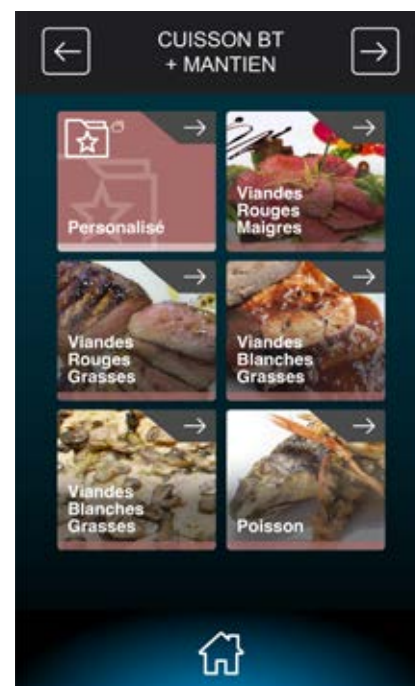 CUISSON BT
+ MANTIEN
Personalisé
Viandes
Rouges
Maigres
Viandes
Rouges
Grasses
Viandes
Blanches
Grasses
Viandes
Blanches
Grasses
Poisson